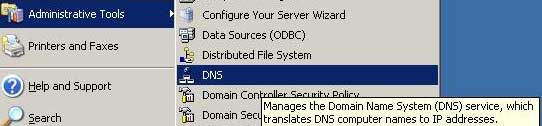 Administrative Tools
Printers and Faxes
Help and Support
Search
Configure Your Server Wizard
Data Sources (ODBC)
Distributed File System
DNS
Domain Controller Security Policy
Domain Secu
Manages the Domain Name System (DNS) service, which
translates DNS computer names to IP addresses.